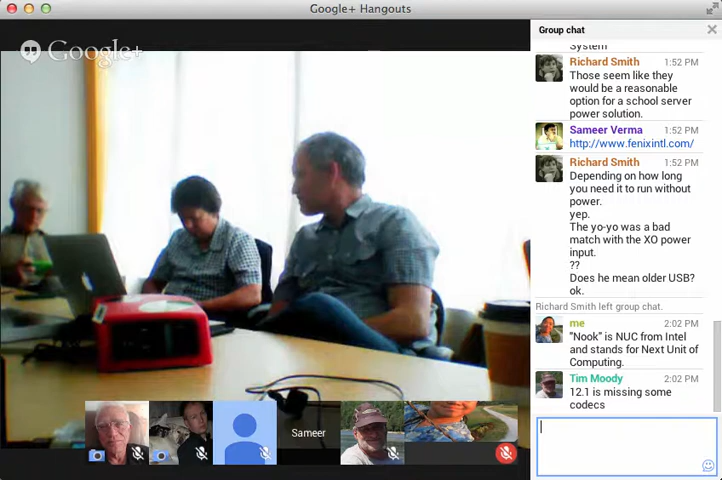 Google+ Hangouts
Google+
Group chat
System
Richard Smith 1:52 PM
Those seem like they
would be a reasonable
option for a school server
power solution.
Sameer Verma 1:52 PM
http://www.fenixintl.com/
Richard Smith 1:52 PM
Depending on how long
you need it to run without
power.
yep.
The yo-yo was a bad
match with the XO power
input.
??
Does he mean older USB?
ok.
Richard Smith left group chat.
me 2:02 PM
"Nook" is NUC from Intel
and stands for Next Unit of
Computing.
Tim Moody 2:02 PM
12.1 is missing some
codecs
Sameer